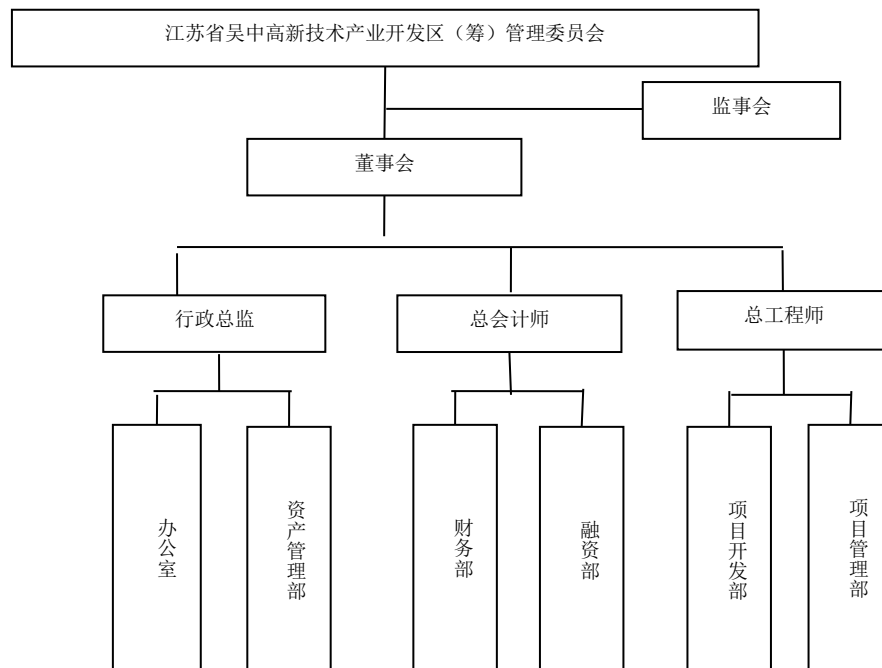 江苏省吴中高新技术产业开发区（筹）管理委员会
监事会
董事会
行政总监
总会计师
总工程师
办公室
资产管理部
财务部
融资部
项目开发部
项目管理部